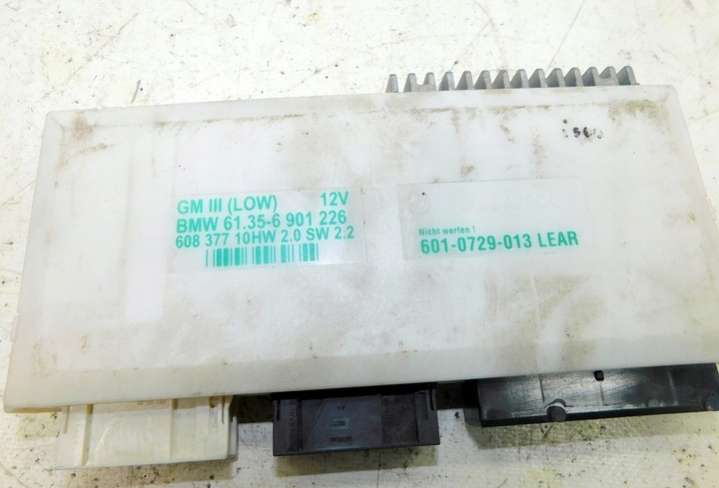 GM III (LOW) 12V
BMW 61.35-6 901 226
608 377 10HW 2.0 SW 2.2
Nicht werfen !
601-0729-013 LEAR